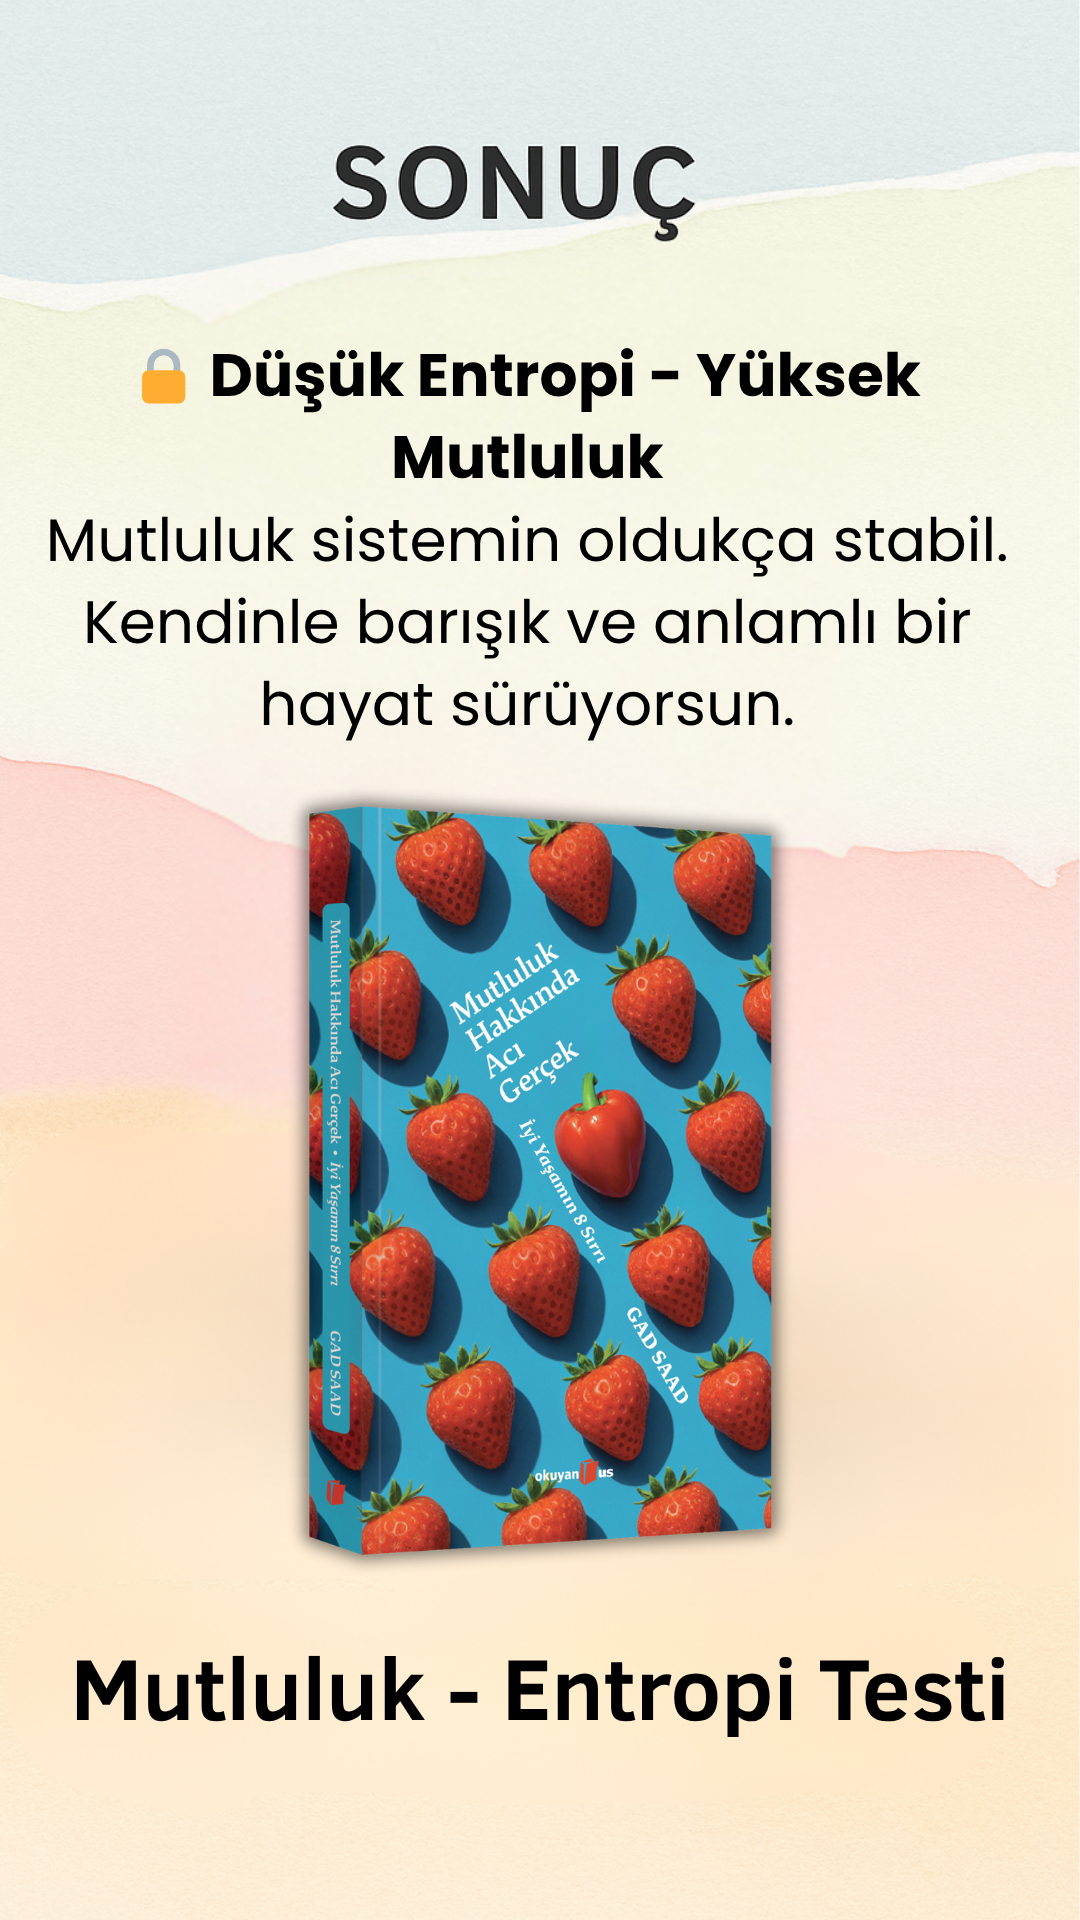 SONUÇ
🔒 Düşük Entropi - Yüksek
Mutluluk
Mutluluk sistemin oldukça stabil.
Kendinle barışık ve anlamlı bir
hayat sürüyorsun.
Mutluluk Hakkında Acı Gerçek • İyi Yaşamın 8 Sırrı GAD SAAD
Mutluluk
Hakkında
Acı
Gerçek
İyi Yaşamın 8 Sırrı
GAD SAAD
okuyan us
Mutluluk - Entropi Testi